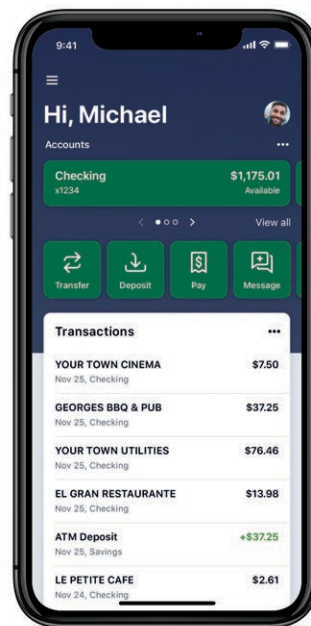 9:41
Hi, Michael
Accounts
Checking $1,175.01
x1234 Available
View all
Transfer Deposit Pay Message
Transactions
YOUR TOWN CINEMA $7.50
Nov 25, Checking
GEORGES BBQ & PUB $37.25
Nov 25, Checking
YOUR TOWN UTILITIES $76.46
Nov 25, Checking
EL GRAN RESTAURANTE $13.98
Nov 25, Checking
ATM Deposit +$37.25
Nov 25, Savings
LE PETITE CAFE $2.61
Nov 24, Checking